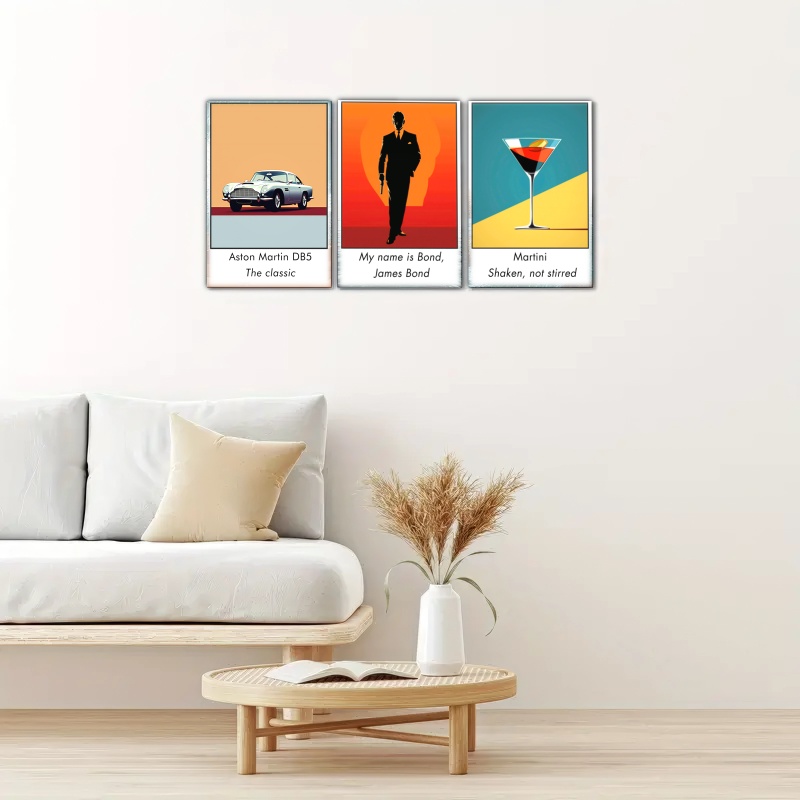 Aston Martin DB5
The classic
My name is Bond,
James Bond
Martini
Shaken, not stirred